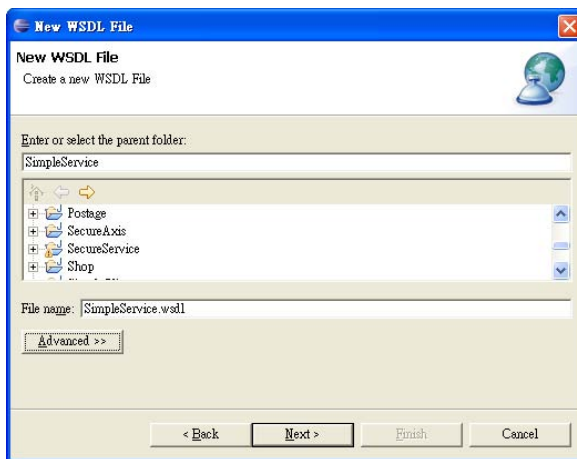 New WSDL File
New WSDL File
Create a new WSDL File
Enter or select the parent folder:
SimpleService
Postage
SecureAxis
SecureService
Shop
File name: SimpleService.wsdl
Advanced >>
< Back Next > Finish Cancel